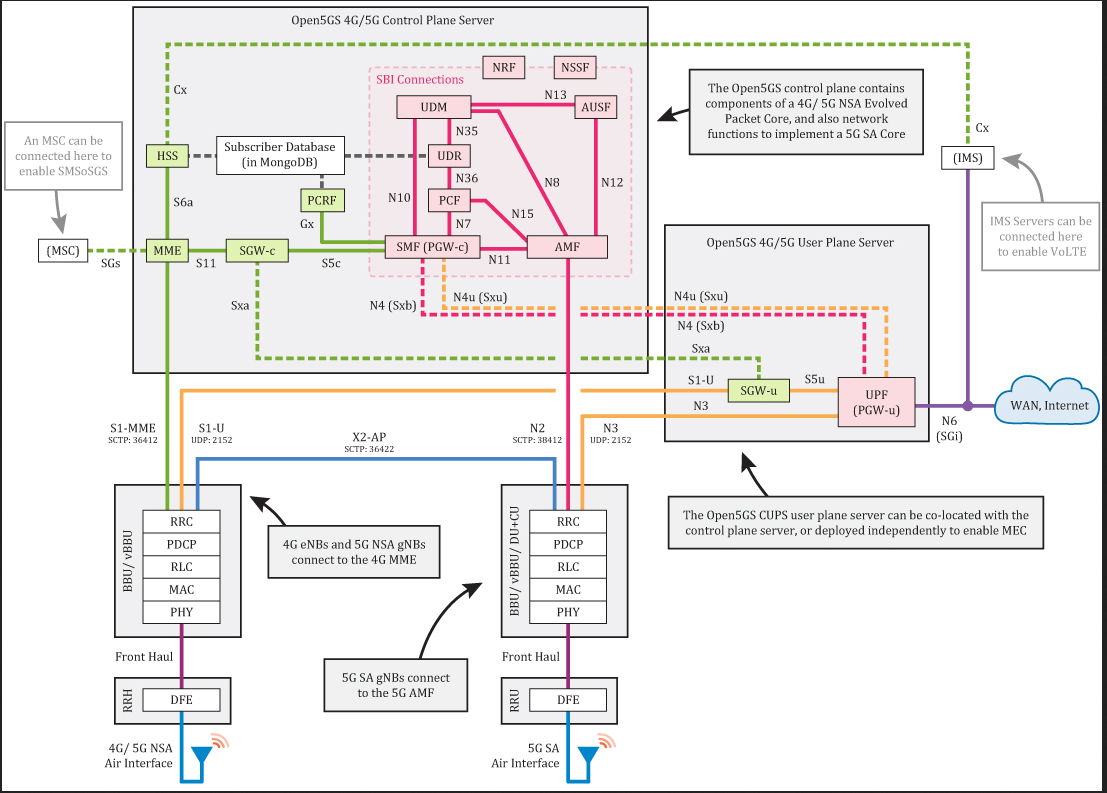 Open5GS 4G/5G Control Plane Server
Cx
SBI Connections
NRF
NSSF
UDM
N13
AUSF
The Open5GS control plane contains
components of a 4G/ 5G NSA Evolved
Packet Core, and also network
functions to implement a 5G SA Core
An MSC can be
connected here to
enable SMSoSGS
HSS
Subscriber Database
(in MongoDB)
N35
UDR
N36
N8
N12
Cx
(IMS)
S6a
PCRF
Gx
N10
PCF
N15
N7
IMS Servers can be
connected here
to enable VoLTE
(MSC)
SGs
MME
S11
SGW-c
S5c
SMF (PGW-c)
N11
AMF
Open5GS 4G/5G User Plane Server
Sxa
N4 (Sxb)
N4u (Sxu)
N4u (Sxu)
N4 (Sxb)
Sxa
S1-U
SGW-u
S5u
UPF
(PGW-u)
N3
N6
(SGi)
WAN, Internet
S1-MME
SCTP: 36412
S1-U
UDP: 2152
X2-AP
SCTP: 36422
N2
SCTP: 38412
N3
UDP: 2152
The Open5GS CUPS user plane server can be co-located with the
control plane server, or deployed independently to enable MEC
BBU/ vBBU
RRC
PDCP
RLC
MAC
PHY
4G eNBs and 5G NSA gNBs
connect to the 4G MME
BBU/ vBBU/ DU+CU
RRC
PDCP
RLC
MAC
PHY
Front Haul
5G SA gNBs connect
to the 5G AMF
Front Haul
RRH
DFE
RRU
DFE
4G/ 5G NSA
Air Interface
5G SA
Air Interface